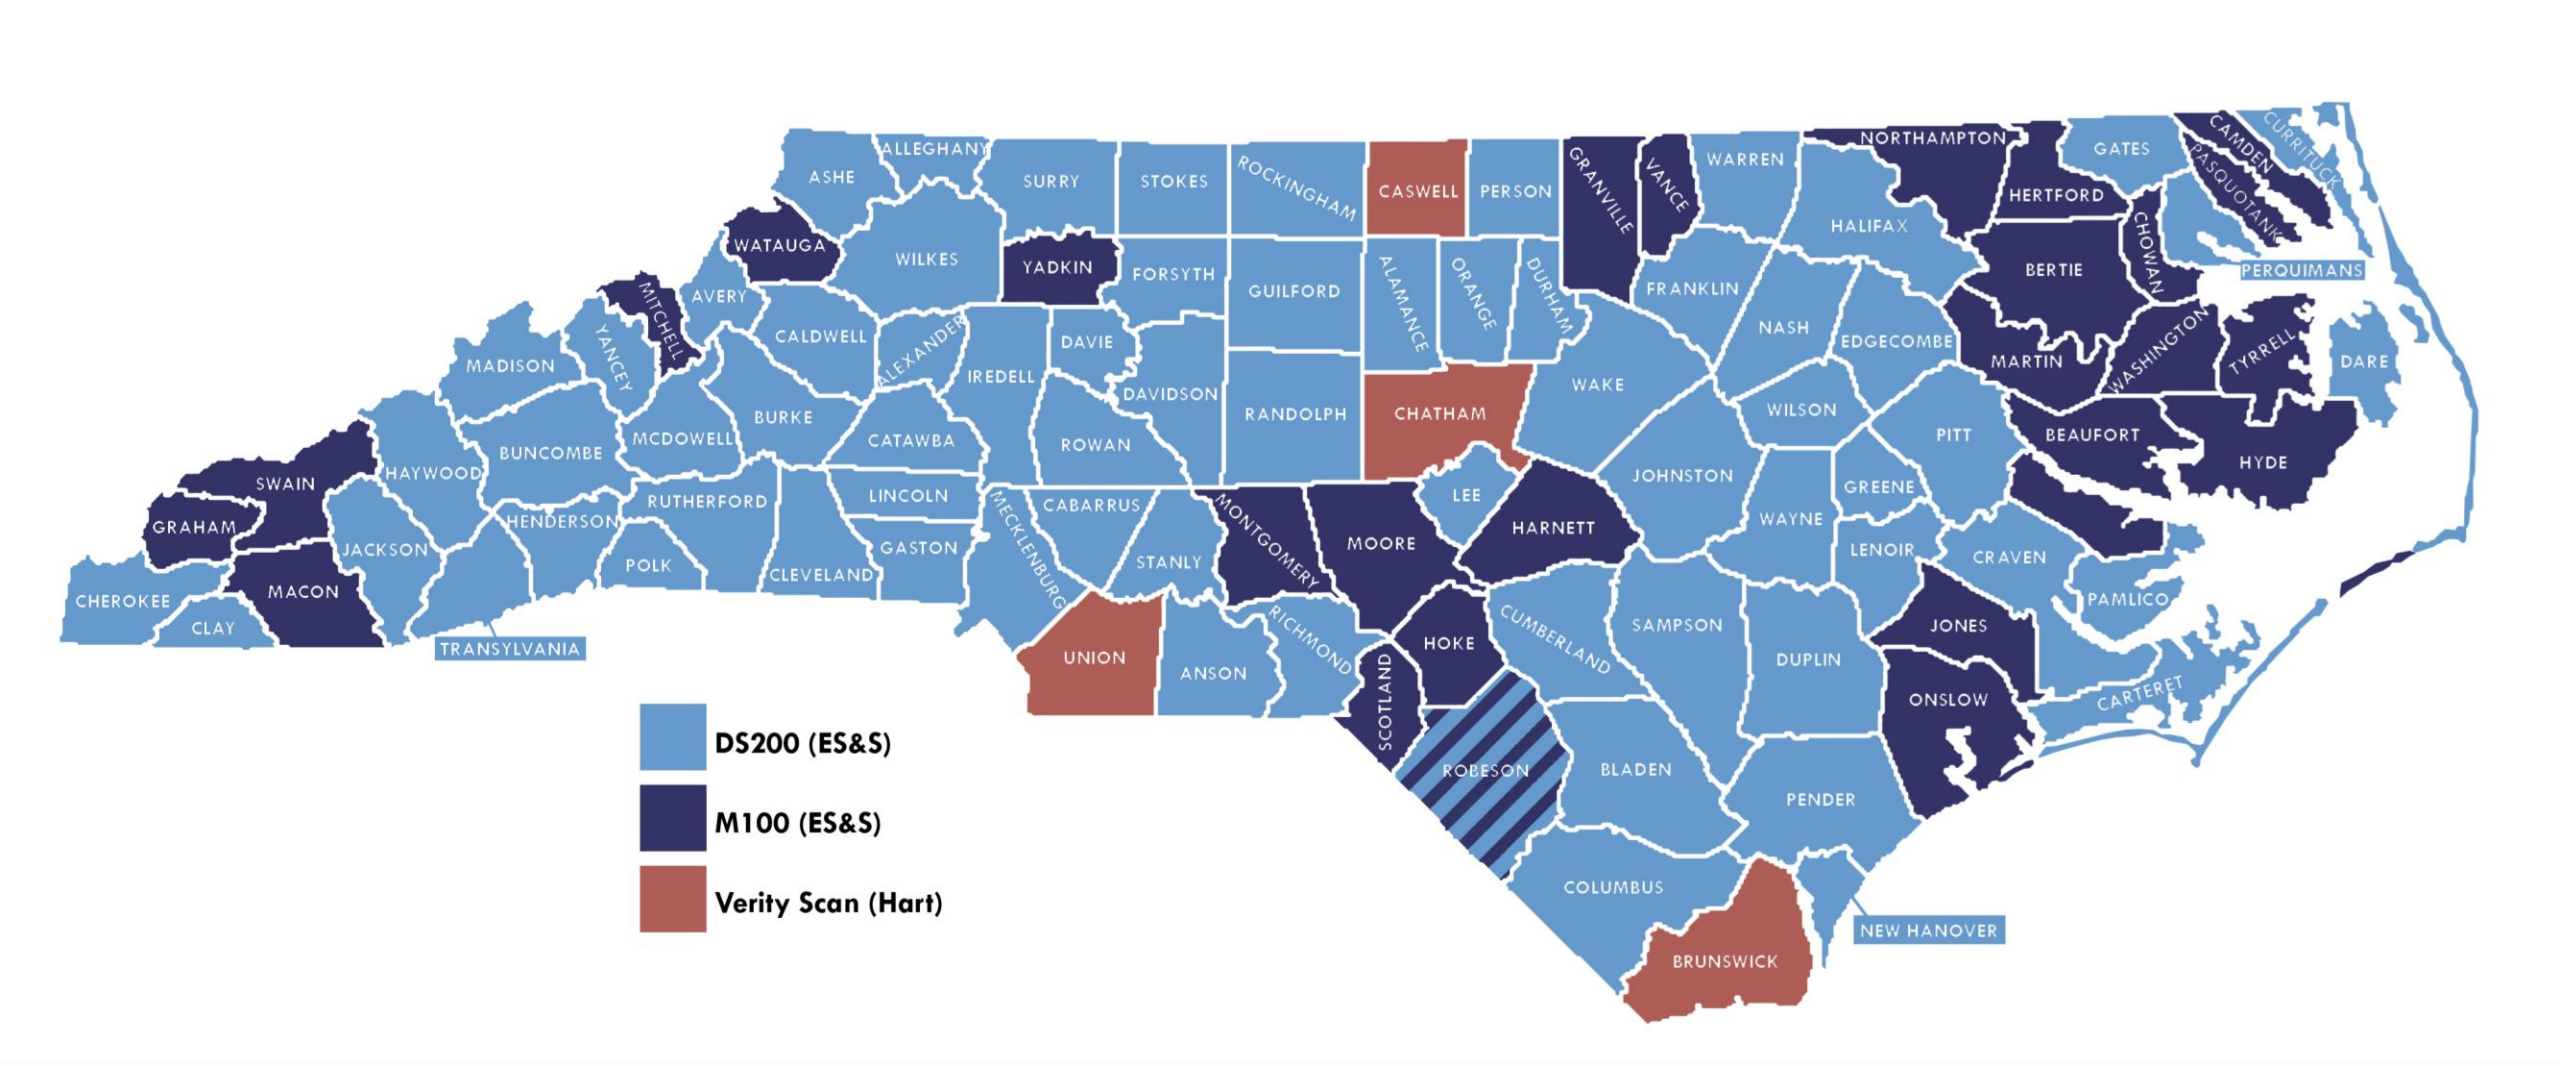 ALLEGHANY
ASHE
SURRY
STOKES
ROCKINGHAM
CASWELL
PERSON
GRANVILLE
VANCE
WARREN
NORTHAMPTON
HERTFORD
GATES
CAMDEN
CURRITUCK
PASQUOTANK
CHOWAN
PERQUIMANS
WATAUGA
WILKES
YADKIN
FORSYTH
GUILFORD
ALAMANCE
ORANGE
DURHAM
FRANKLIN
HALIFAX
BERTIE
MITCHELL
AVERY
YANCEY
CALDWELL
ALEXANDER
IREDELL
DAVIE
DAVIDSON
NASH
EDGECOMBE
MARTIN
WASHINGTON
TYRRELL
DARE
MADISON
BUNCOMBE
MCDOWELL
BURKE
CATAWBA
ROWAN
RANDOLPH
CHATHAM
WAKE
WILSON
PITT
BEAUFORT
HYDE
SWAIN
HAYWOOD
RUTHERFORD
LINCOLN
CABARRUS
MECKLENBURG
MONTGOMERY
MOORE
LEE
HARNETT
JOHNSTON
WAYNE
GREENE
GRAHAM
JACKSON
HENDERSON
POLK
CLEVELAND
GASTON
STANLY
LENOIR
CRAVEN
CHEROKEE
CLAY
MACON
TRANSYLVANIA
UNION
ANSON
RICHMOND
SCOTLAND
HOKE
CUMBERLAND
SAMPSON
DUPLIN
JONES
PAMLICO
ONSLOW
CARTERET
ROBESON
BLADEN
PENDER
COLUMBUS
NEW HANOVER
BRUNSWICK
DS200 (ES&S)
M100 (ES&S)
Verity Scan (Hart)